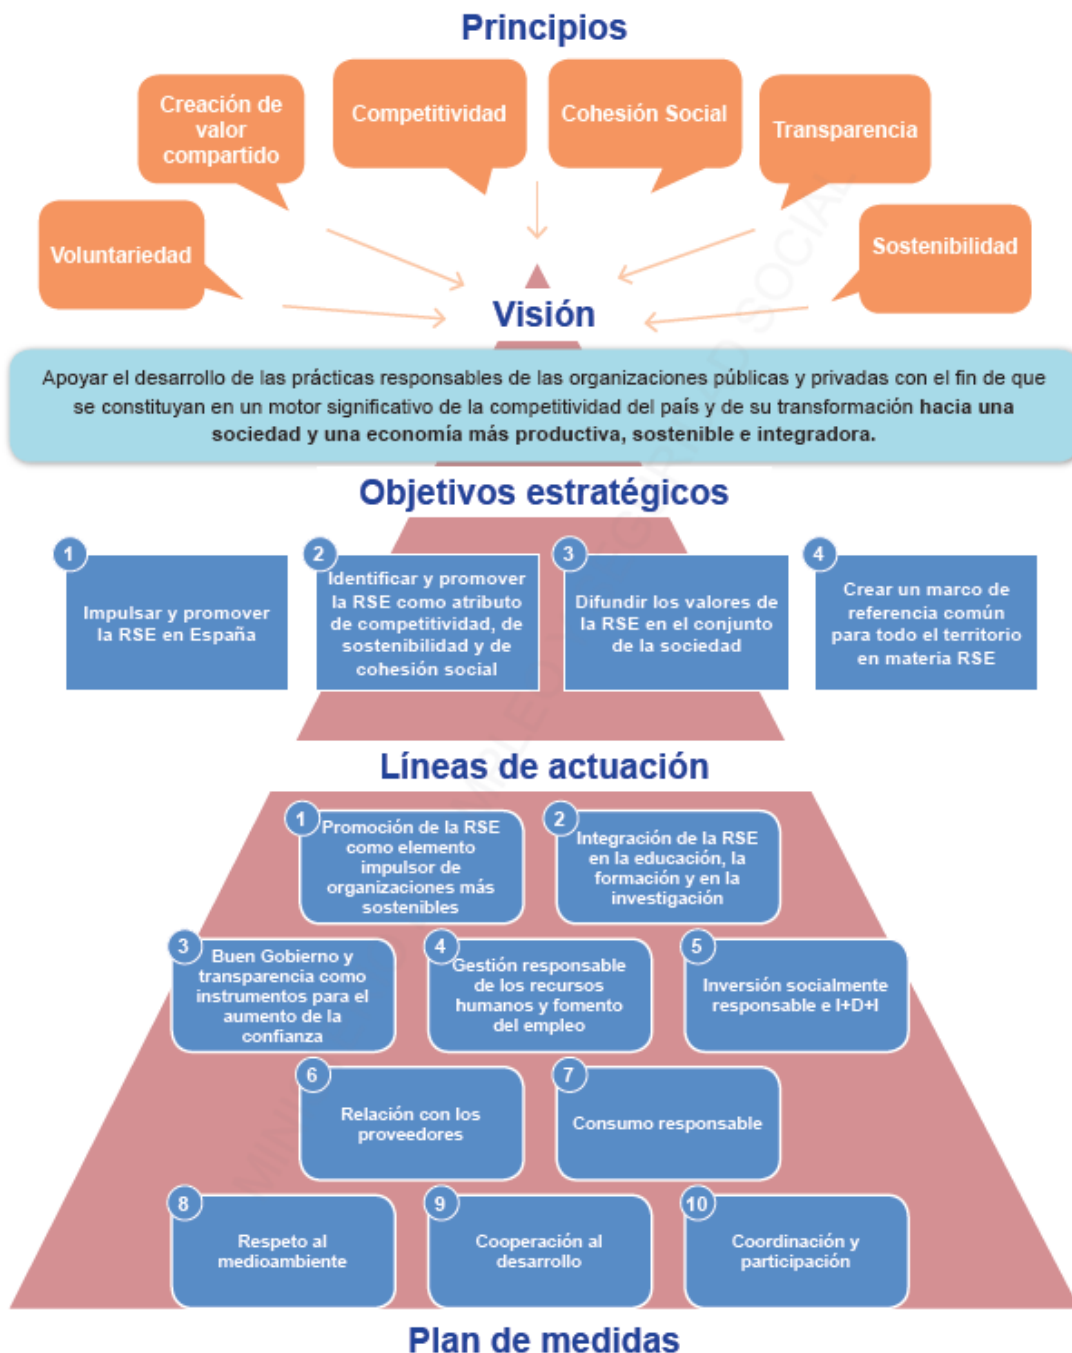 Principios
Creación de
valor
compartido
Competitividad
Cohesión Social
Transparencia
Voluntariedad
Sostenibilidad
Visión
Apoyar el desarrollo de las prácticas responsables de las organizaciones públicas y privadas con el fin de que
se constituyan en un motor significativo de la competitividad del país y de su transformación hacia una
sociedad y una economía más productiva, sostenible e integradora.
Objetivos estratégicos
1
Impulsar y promover
la RSE en España
2
Identificar y promover
la RSE como atributo
de competitividad, de
sostenibilidad y de
cohesión social
3
Difundir los valores de
la RSE en el conjunto
de la sociedad
4
Crear un marco de
referencia común
para todo el territorio
en materia RSE
Líneas de actuación
1
Promoción de la RSE
como elemento
impulsor de
organizaciones más
sostenibles
2
Integración de la RSE
en la educación, la
formación y en la
investigación
3
Buen Gobierno y
transparencia como
instrumentos para el
aumento de la
confianza
4
Gestión responsable
de los recursos
humanos y fomento
del empleo
5
Inversión socialmente
responsable e I+D+I
6
Relación con los
proveedores
7
Consumo responsable
8
Respeto al
medioambiente
9
Cooperación al
desarrollo
10
Coordinación y
participación
Plan de medidas